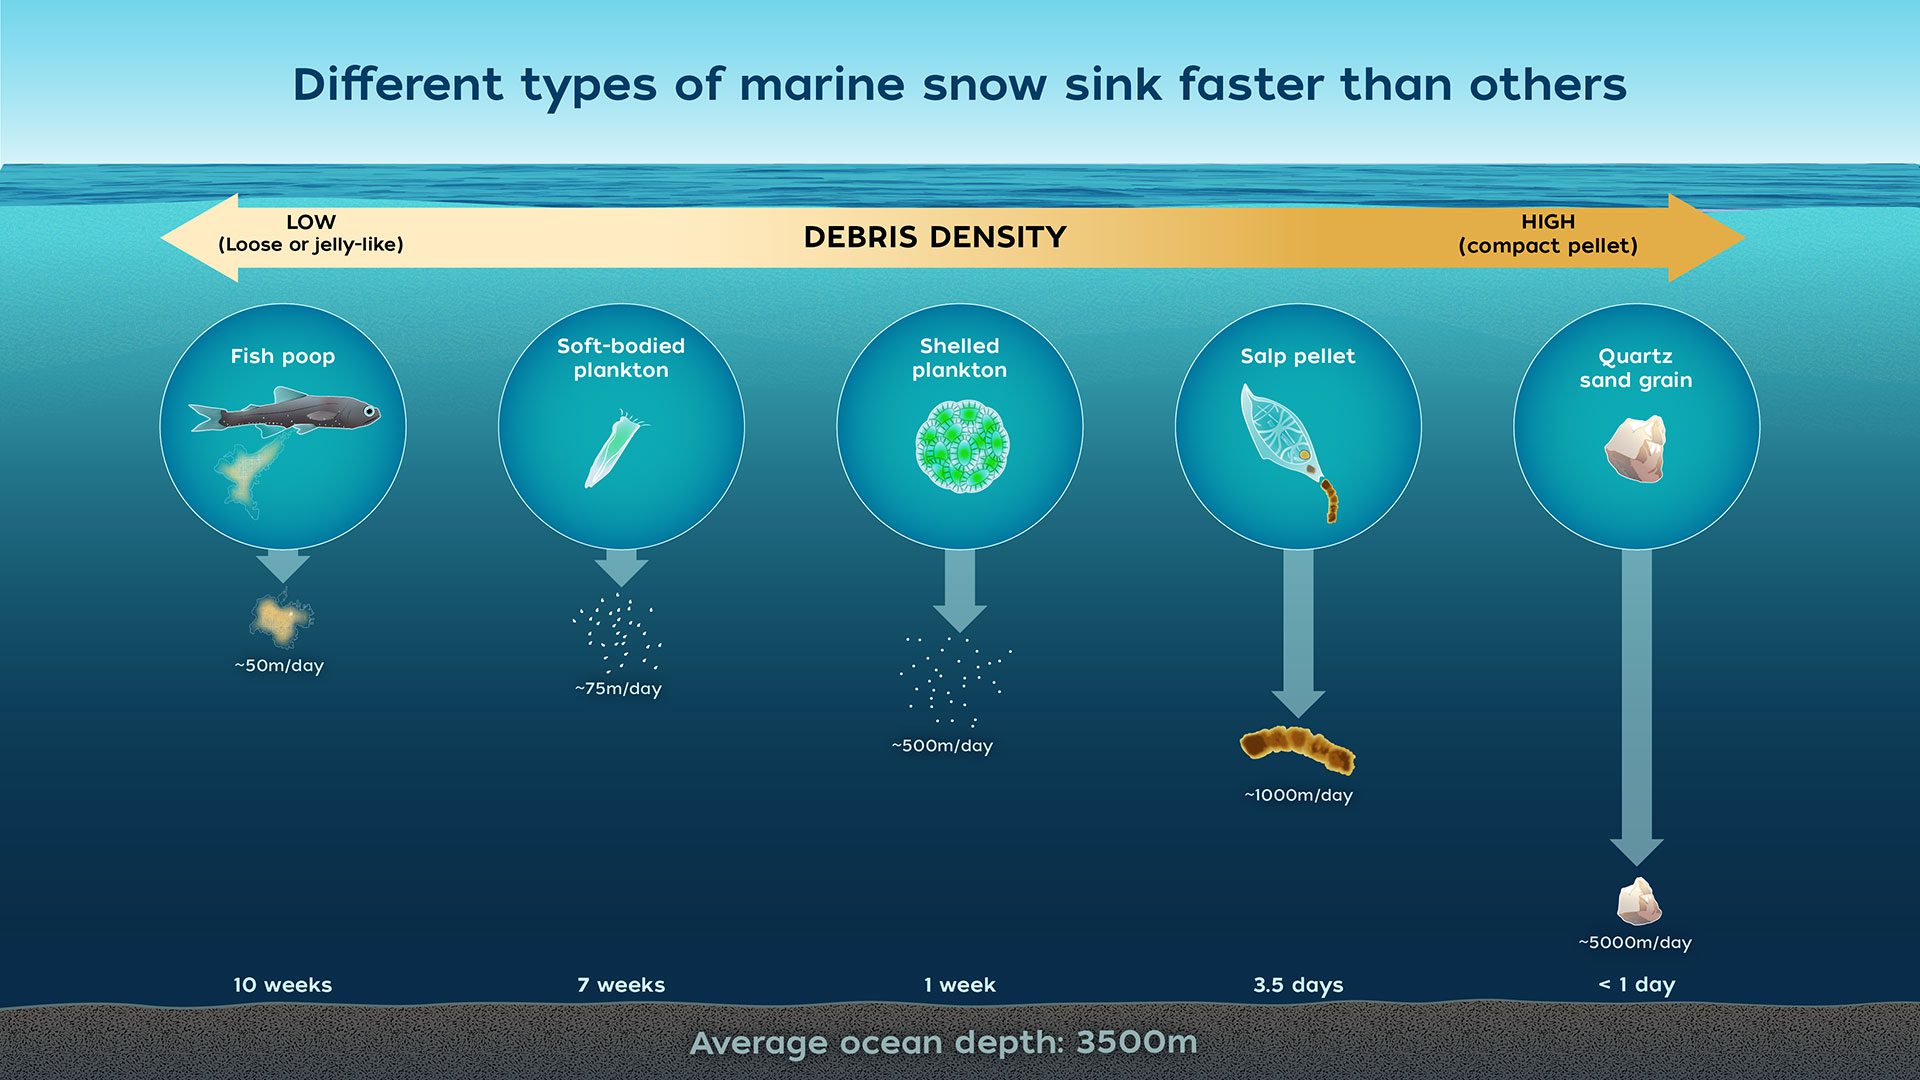 Different types of marine snow sink faster than others
LOW
(Loose or jelly-like)
DEBRIS DENSITY
HIGH
(compact pellet)
Fish poop
Soft-bodied
plankton
Shelled
plankton
Salp pellet
Quartz
sand grain
~50m/day
~75m/day
~500m/day
~1000m/day
~5000m/day
10 weeks
7 weeks
1 week
3.5 days
< 1 day
Average ocean depth: 3500m